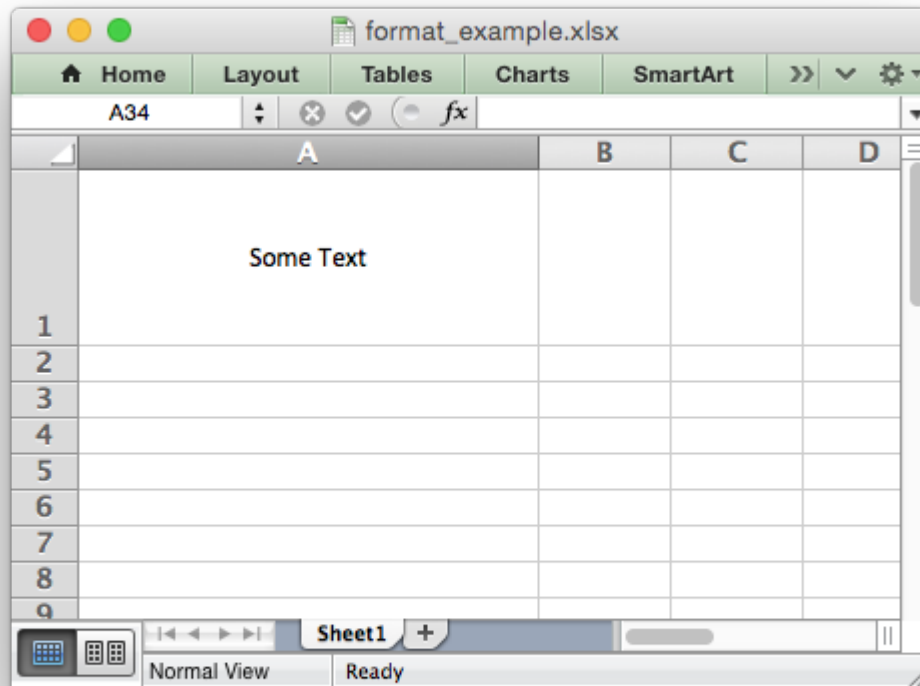 format_example.xlsx
Home Layout Tables Charts SmartArt
A34 fx
A B C D
Some Text
1
2
3
4
5
6
7
8
9
Sheet1 +
Normal View Ready